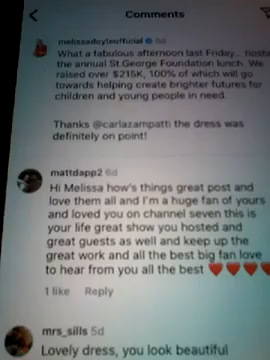 Comments
melissadoyleofficial 6d
What a fabulous afternoon last Friday... hosting
the annual St.George Foundation lunch. We
raised over $215K, 100% of which will go
towards helping create brighter futures for
children and young people in need.
Thanks @carlazampatti the dress was
definitely on point!
mattdapp2 6d
Hi Melissa how's things great post and
love them all and I'm a huge fan of yours
and loved you on channel seven this is
your life great show you hosted and
great guests as well and keep up the
great work and all the best big fan love
to hear from you all the best ❤️❤️❤️❤️
1 like Reply
mrs_sills 5d
Lovely dress, you look beautiful